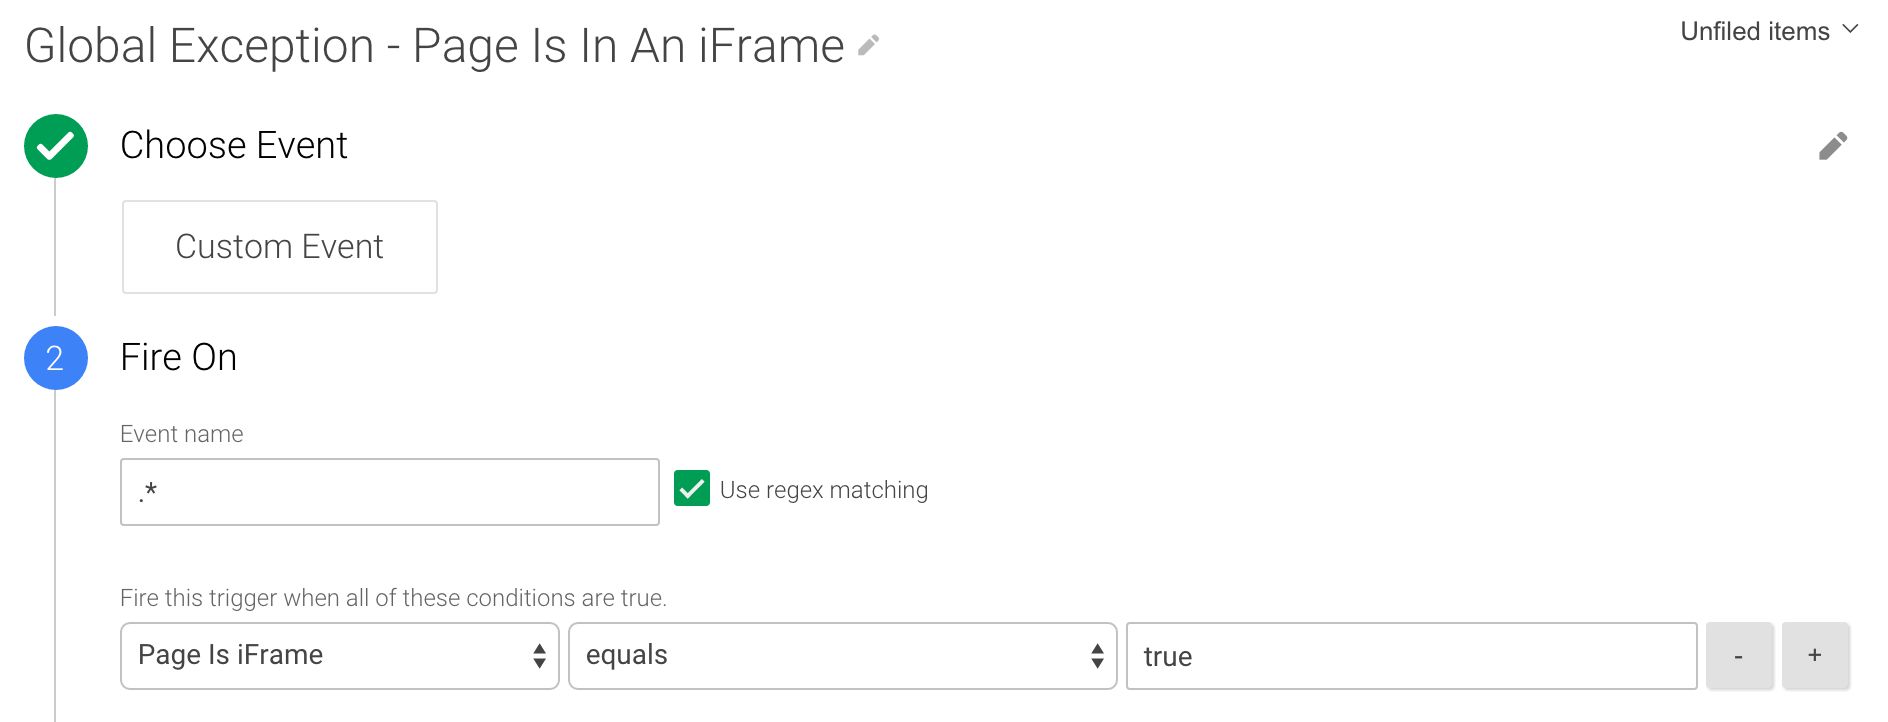 Global Exception - Page Is In An iFrame
Unfiled items
Choose Event
Custom Event
2
Fire On
Event name
.*
Use regex matching
Fire this trigger when all of these conditions are true.
Page Is iFrame
equals
true
-
+